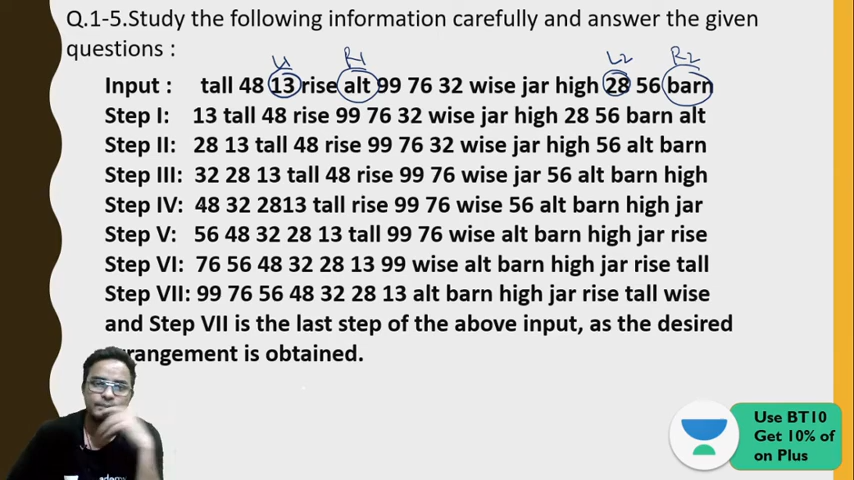 Q.1-5.Study the following information carefully and answer the given
questions :
L1 R1 L2 R2
Input : tall 48 13 rise alt 99 76 32 wise jar high 28 56 barn
Step I: 13 tall 48 rise 99 76 32 wise jar high 28 56 barn alt
Step II: 28 13 tall 48 rise 99 76 32 wise jar high 56 alt barn
Step III: 32 28 13 tall 48 rise 99 76 wise jar 56 alt barn high
Step IV: 48 32 2813 tall rise 99 76 wise 56 alt barn high jar
Step V: 56 48 32 28 13 tall 99 76 wise alt barn high jar rise
Step VI: 76 56 48 32 28 13 99 wise alt barn high jar rise tall
Step VII: 99 76 56 48 32 28 13 alt barn high jar rise tall wise
and Step VII is the last step of the above input, as the desired
rrangement is obtained.
Use BT10
Get 10% of
on Plus